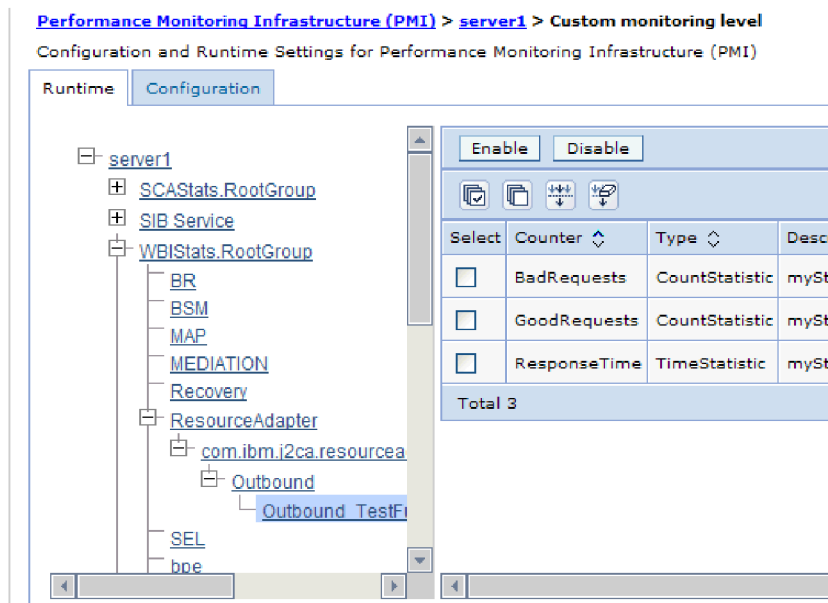 Performance Monitoring Infrastructure (PMI) > server1 > Custom monitoring level
Configuration and Runtime Settings for Performance Monitoring Infrastructure (PMI)
Runtime Configuration
server1
SCAStats.RootGroup
SIB Service
WBIStats.RootGroup
BR
BSM
MAP
MEDIATION
Recovery
ResourceAdapter
com.ibm.j2ca.resourcea
Outbound
Outbound_TestF
SEL
bpe
Enable Disable
Select Counter Type Desc
BadRequests CountStatistic mySt
GoodRequests CountStatistic mySt
ResponseTime TimeStatistic mySt
Total 3